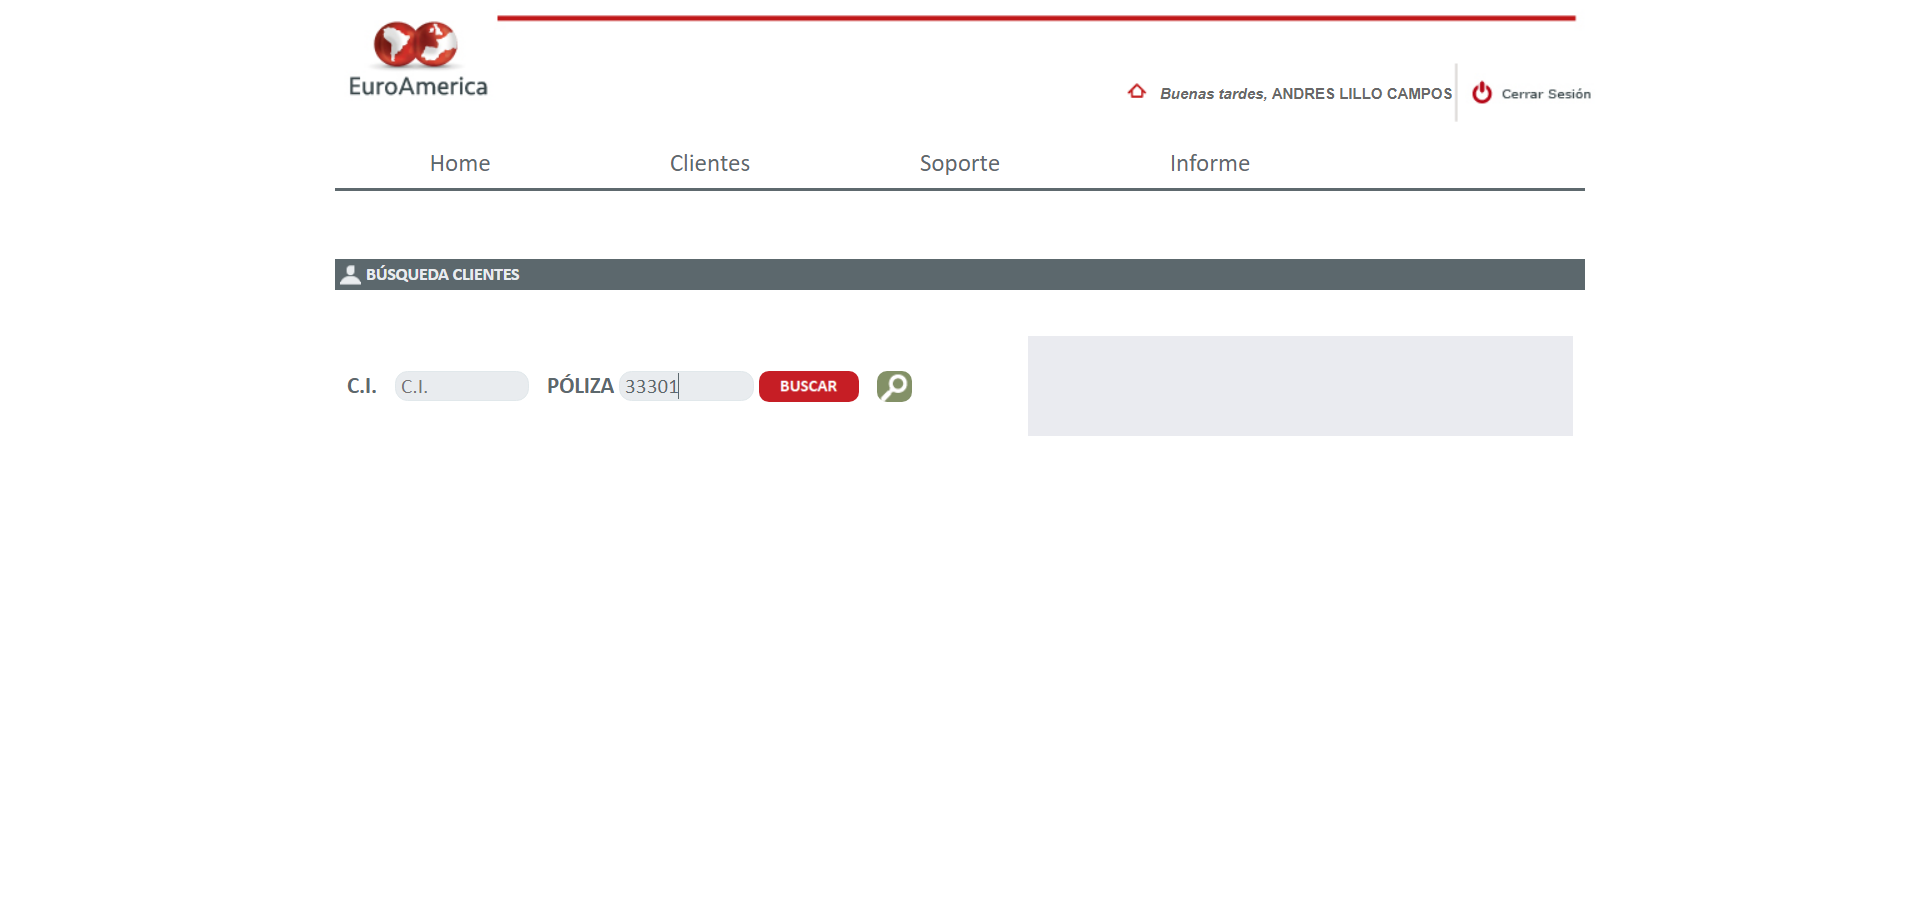 EuroAmerica
Buenas tardes, ANDRES LILLO CAMPOS
Cerrar Sesión
Home Clientes Soporte Informe
BÚSQUEDA CLIENTES
C.I. C.I. PÓLIZA 33301 BUSCAR